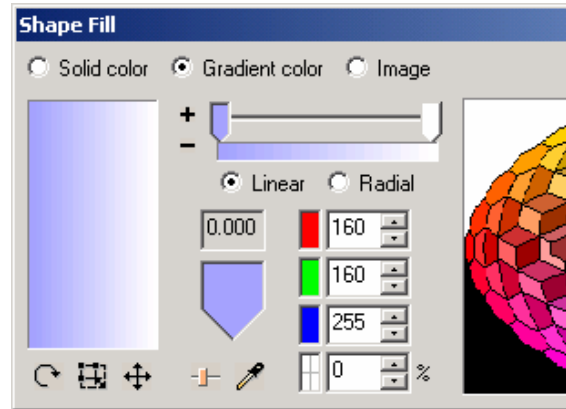 Shape Fill
Solid color Gradient color Image
+
−
Linear Radial
0.000 160
160
255
0 %